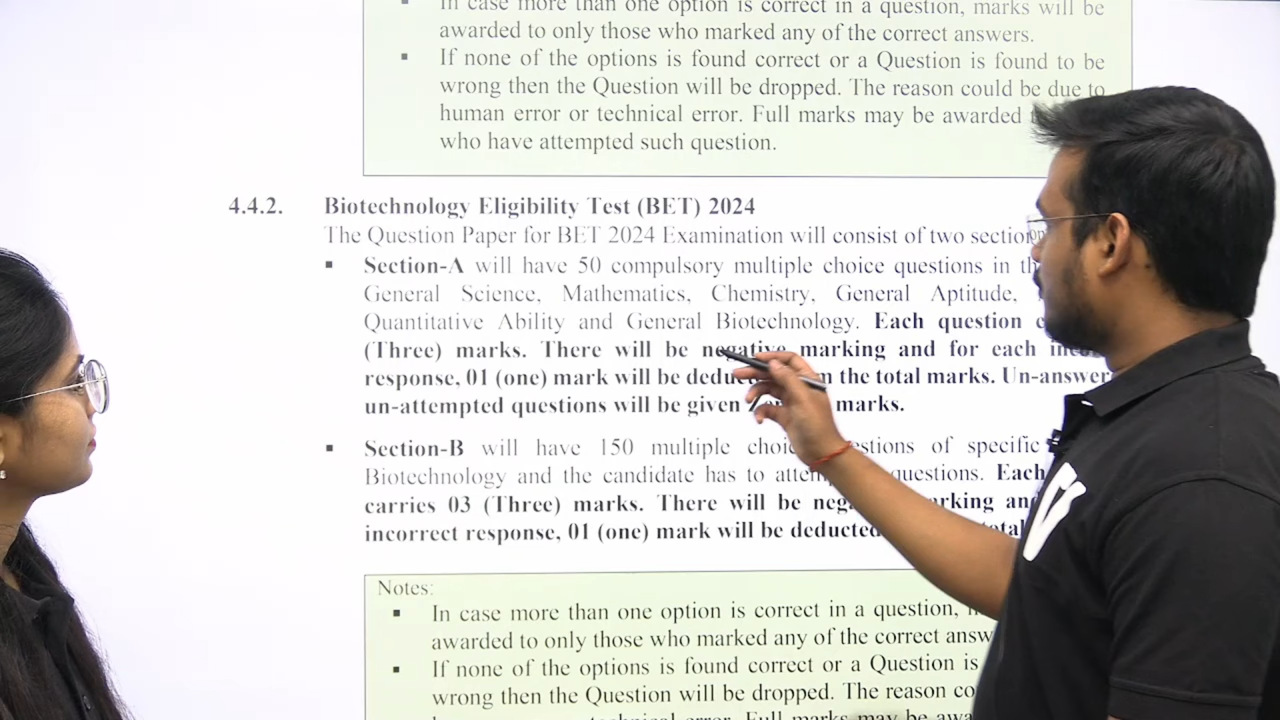 In case more than one option is correct in a question, marks will be
awarded to only those who marked any of the correct answers.
▪ If none of the options is found correct or a Question is found to be
wrong then the Question will be dropped. The reason could be due to
human error or technical error. Full marks may be awarded
who have attempted such question.
4.4.2. Biotechnology Eligibility Test (BET) 2024
The Question Paper for BET 2024 Examination will consist of two section
▪ Section-A will have 50 compulsory multiple choice questions in
General Science, Mathematics, Chemistry, General Aptitude,
Quantitative Ability and General Biotechnology. Each question
(Three) marks. There will be negative marking and for each
response, 01 (one) mark will be the total marks. Un-answer
un-attempted questions will be given marks.
▪ Section-B will have 150 multiple of specific
Biotechnology and the candidate has to questions. Each
carries 03 (Three) marks. There will be
incorrect response, 01 (one) mark will be deducted
Notes:
▪ In case more than one option is correct in a question,
awarded to only those who marked any of the correct
▪ If none of the options is found correct or a Question is
wrong then the Question will be dropped. The reason
error. Full marks may be